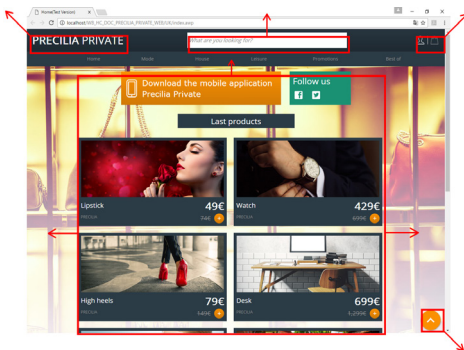 Home(Test Version)
localhost/WB_NC_DOC_PRECILIA_PRIVATE_WEB/UK/index.awp
PRECILIA PRIVATE
What are you looking for?
Home Mode House Leisure Promotions Best of
Download the mobile application
Precilia Private
Follow us
Last products
Lipstick 49€
PRECILIA 74€ +
Watch 429€
PRECILIA 699€ +
High heels 79€
PRECILIA 149€ +
Desk 699€
PRECILIA 1,299€ +